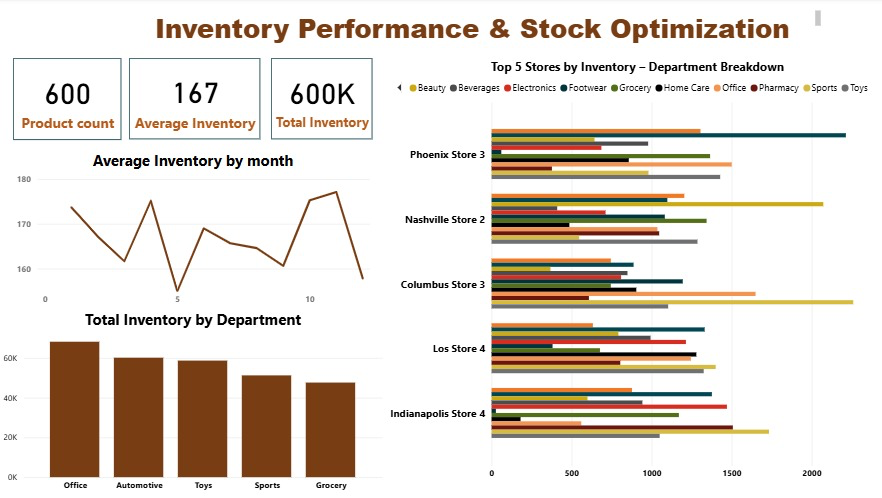 Inventory Performance & Stock Optimization
600
Product count
167
Average Inventory
600K
Total Inventory
Average Inventory by month
180
170
160
0
5
10
Total Inventory by Department
60K
40K
20K
0K
Office
Automotive
Toys
Sports
Grocery
Top 5 Stores by Inventory – Department Breakdown
Beauty
Beverages
Electronics
Footwear
Grocery
Home Care
Office
Pharmacy
Sports
Toys
Phoenix Store 3
Nashville Store 2
Columbus Store 3
Los Store 4
Indianapolis Store 4
0
500
1000
1500
2000